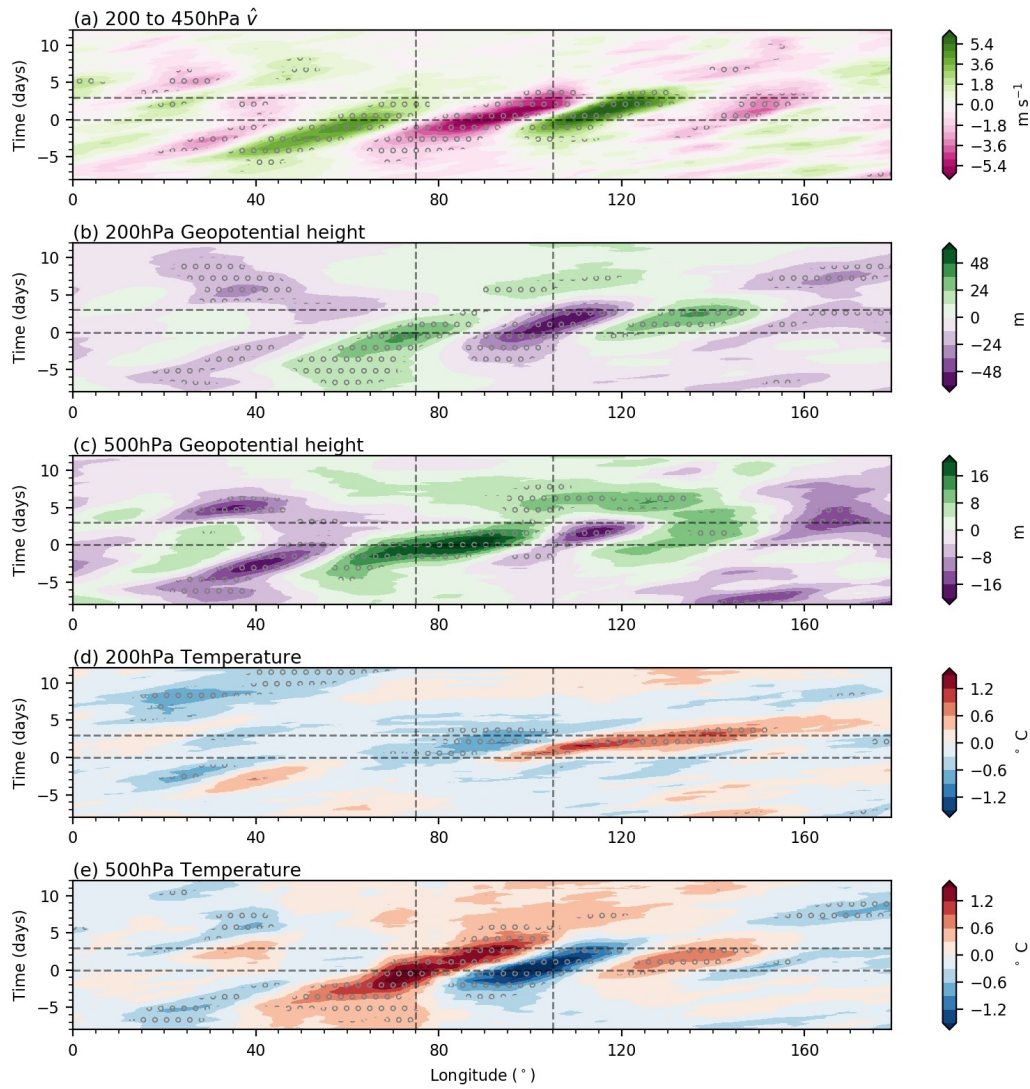 (a) 200 to 450hPa v̂
10
5
0
−5
Time (days)
0 40 80 120 160
5.4
3.6
1.8
0.0
−1.8
−3.6
−5.4
m s⁻¹
(b) 200hPa Geopotential height
10
5
0
−5
Time (days)
0 40 80 120 160
48
24
0
−24
−48
m
(c) 500hPa Geopotential height
10
5
0
−5
Time (days)
0 40 80 120 160
16
8
0
−8
−16
m
(d) 200hPa Temperature
10
5
0
−5
Time (days)
0 40 80 120 160
1.2
0.6
0.0
−0.6
−1.2
° C
(e) 500hPa Temperature
10
5
0
−5
Time (days)
0 40 80 120 160
Longitude (°)
1.2
0.6
0.0
−0.6
−1.2
° C